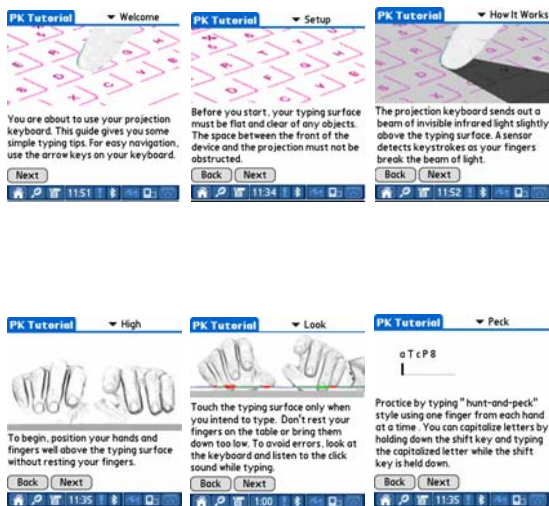 PK Tutorial Welcome
You are about to use your projection
keyboard. This guide gives you some
simple typing tips. For easy navigation,
use the arrow keys on your keyboard.
Next
11:51
PK Tutorial Setup
Before you start, your typing surface
must be flat and clear of any objects.
The space between the front of the
device and the projection must not be
obstructed.
Back Next
11:34
PK Tutorial How It Works
The projection keyboard sends out a
beam of invisible infrared light slightly
above the typing surface. A sensor
detects keystrokes as your fingers
break the beam of light.
Back Next
11:52
PK Tutorial High
To begin, position your hands and
fingers well above the typing surface
without resting your fingers.
Back Next
11:35
PK Tutorial Look
Touch the typing surface only when
you intend to type. Don't rest your
fingers on the table or bring them
down too low. To avoid errors, look at
the keyboard and listen to the click
sound while typing.
Back Next
1:00
PK Tutorial Peck
a T c P 8
Practice by typing "hunt-and-peck"
style using one finger from each hand
at a time. You can capitalize letters by
holding down the shift key and typing
the capitalized letter while the shift
key is held down.
Back Next
11:35